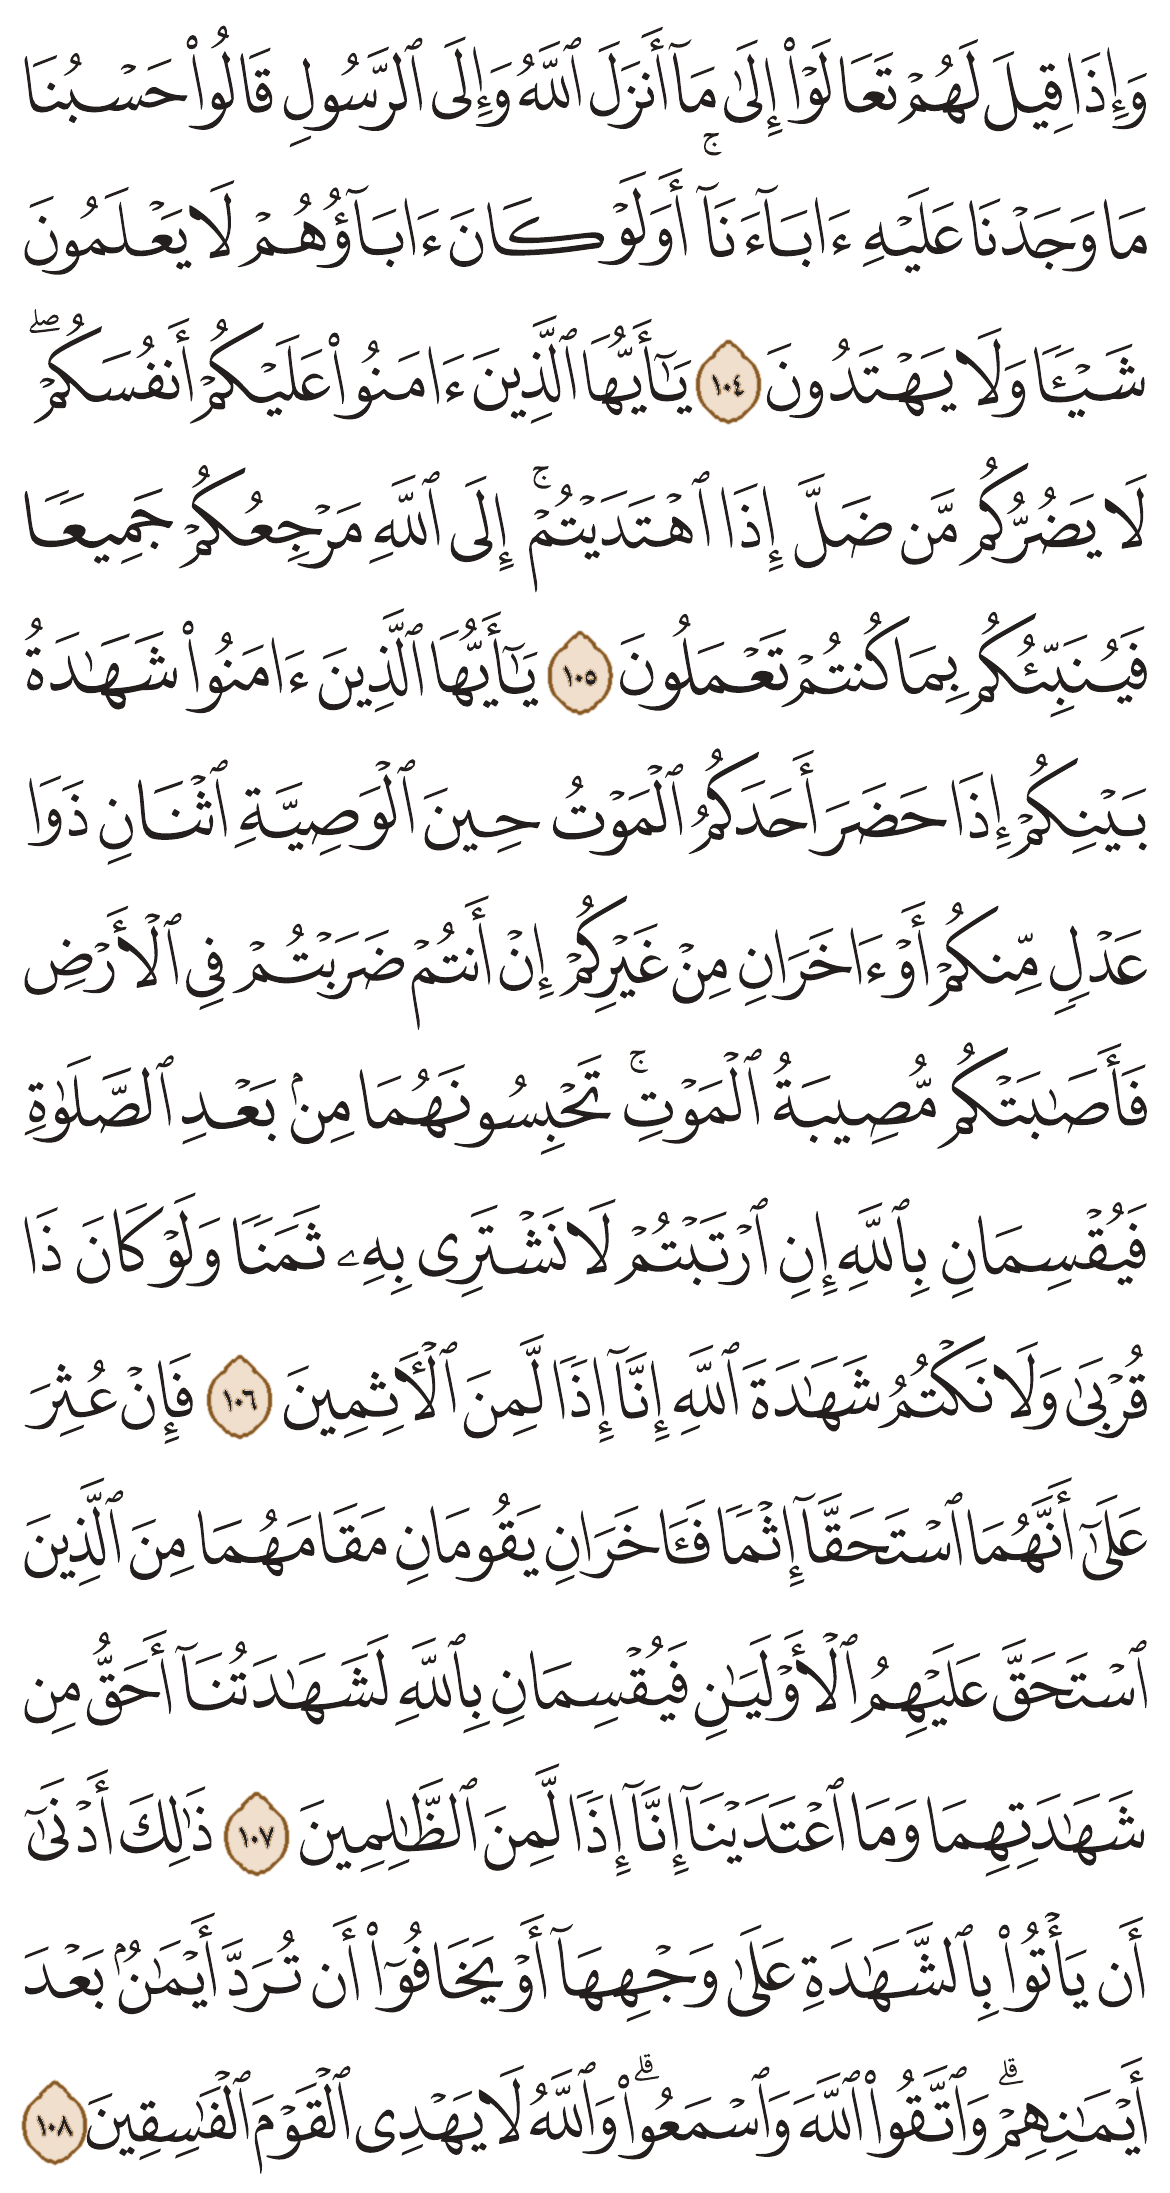 وَإِذَا قِيلَ لَهُمْ تَعَالَوْا۟ إِلَىٰ مَآ أَنزَلَ ٱللَّهُ وَإِلَى ٱلرَّسُولِ قَالُوا۟ حَسْبُنَا
مَا وَجَدْنَا عَلَيْهِ ءَابَآءَنَآ ۚ أَوَلَوْ كَانَ ءَابَآؤُهُمْ لَا يَعْلَمُونَ
شَيْـًٔا وَلَا يَهْتَدُونَ ١٠٤ يَـٰٓأَيُّهَا ٱلَّذِينَ ءَامَنُوا۟ عَلَيْكُمْ أَنفُسَكُمْ ۖ
لَا يَضُرُّكُم مَّن ضَلَّ إِذَا ٱهْتَدَيْتُمْ ۚ إِلَى ٱللَّهِ مَرْجِعُكُمْ جَمِيعًا
فَيُنَبِّئُكُم بِمَا كُنتُمْ تَعْمَلُونَ ١٠٥ يَـٰٓأَيُّهَا ٱلَّذِينَ ءَامَنُوا۟ شَهَـٰدَةُ
بَيْنِكُمْ إِذَا حَضَرَ أَحَدَكُمُ ٱلْمَوْتُ حِينَ ٱلْوَصِيَّةِ ٱثْنَانِ ذَوَا
عَدْلٍ مِّنكُمْ أَوْ ءَاخَرَانِ مِنْ غَيْرِكُمْ إِنْ أَنتُمْ ضَرَبْتُمْ فِى ٱلْأَرْضِ
فَأَصَـٰبَتْكُم مُّصِيبَةُ ٱلْمَوْتِ ۚ تَحْبِسُونَهُمَا مِنۢ بَعْدِ ٱلصَّلَوٰةِ
فَيُقْسِمَانِ بِٱللَّهِ إِنِ ٱرْتَبْتُمْ لَا نَشْتَرِى بِهِۦ ثَمَنًا وَلَوْ كَانَ ذَا
قُرْبَىٰ وَلَا نَكْتُمُ شَهَـٰدَةَ ٱللَّهِ إِنَّآ إِذًا لَّمِنَ ٱلْـَٔاثِمِينَ ١٠٦ فَإِنْ عُثِرَ
عَلَىٰٓ أَنَّهُمَا ٱسْتَحَقَّآ إِثْمًا فَـَٔاخَرَانِ يَقُومَانِ مَقَامَهُمَا مِنَ ٱلَّذِينَ
ٱسْتَحَقَّ عَلَيْهِمُ ٱلْأَوْلَيَـٰنِ فَيُقْسِمَانِ بِٱللَّهِ لَشَهَـٰدَتُنَآ أَحَقُّ مِن
شَهَـٰدَتِهِمَا وَمَا ٱعْتَدَيْنَآ إِنَّآ إِذًا لَّمِنَ ٱلظَّـٰلِمِينَ ١٠٧ ذَٰلِكَ أَدْنَىٰٓ
أَن يَأْتُوا۟ بِٱلشَّهَـٰدَةِ عَلَىٰ وَجْهِهَآ أَوْ يَخَافُوٓا۟ أَن تُرَدَّ أَيْمَـٰنٌۢ بَعْدَ
أَيْمَـٰنِهِمْ ۗ وَٱتَّقُوا۟ ٱللَّهَ وَٱسْمَعُوا۟ ۗ وَٱللَّهُ لَا يَهْدِى ٱلْقَوْمَ ٱلْفَـٰسِقِينَ ١٠٨